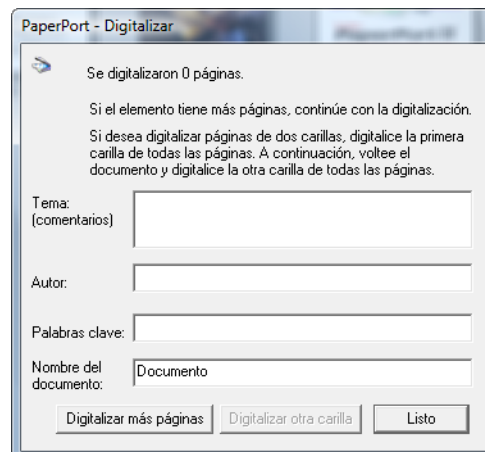 PaperPort - Digitalizar
Se digitalizaron 0 páginas.
Si el elemento tiene más páginas, continúe con la digitalización.
Si desea digitalizar páginas de dos carillas, digitalice la primera
carilla de todas las páginas. A continuación, voltee el
documento y digitalice la otra carilla de todas las páginas.
Tema:
(comentarios)
Autor:
Palabras clave:
Nombre del
documento:
Documento
Digitalizar más páginas Digitalizar otra carilla Listo